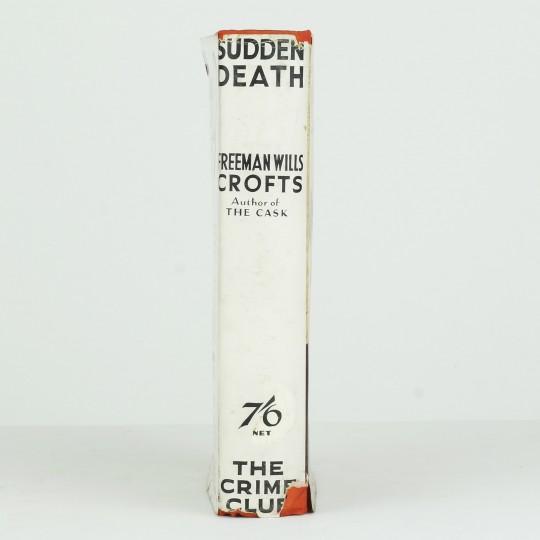 SUDDEN
DEATH
FREEMAN WILLS
CROFTS
Author of
THE CASK
7/6
NET
THE
CRIME
CLUB